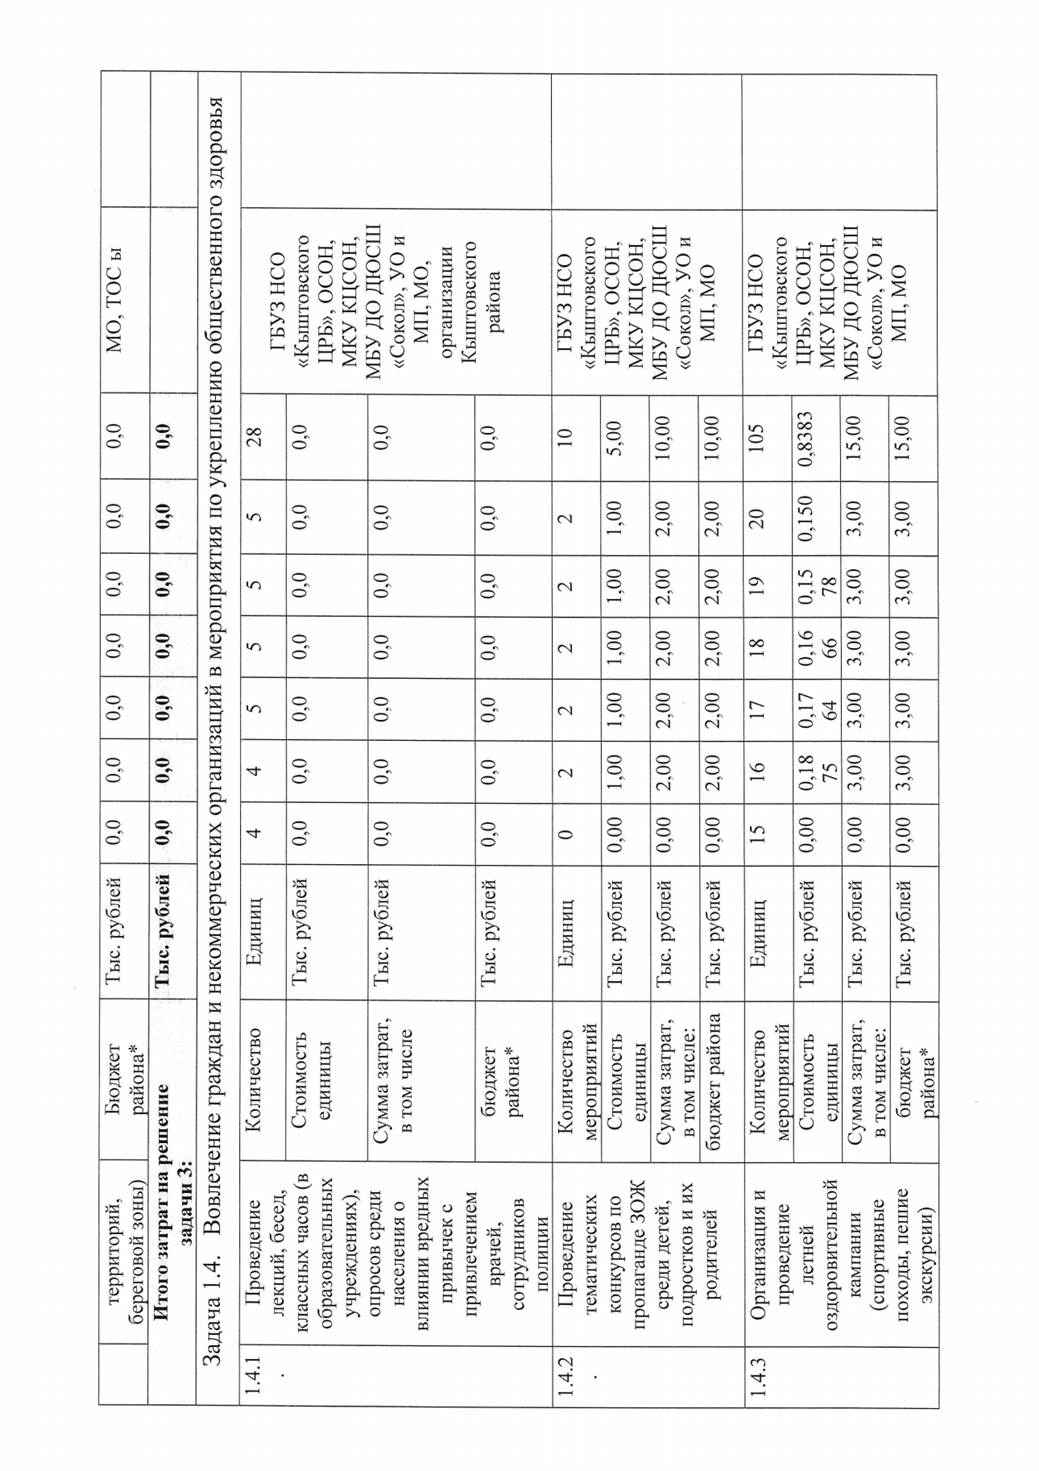 территорий, береговой зоны) Бюджет района* Тыс. рублей 0,0 0,0 0,0 0,0 0,0 0,0 0,0 МО, ТОС ы
Итого затрат на решение задачи 3: Тыс. рублей 0,0 0,0 0,0 0,0 0,0 0,0 0,0
Задача 1.4. Вовлечение граждан и некоммерческих организаций в мероприятия по укреплению общественного здоровья
1.4.1
.
Проведение
лекций, бесед,
классных часов (в
образовательных
учреждениях),
опросов среди
населения о
влиянии вредных
привычек с
привлечением
врачей,
сотрудников
полиции
Количество Единиц 4 4 5 5 5 5 28
Стоимость
единицы Тыс. рублей 0,0 0,0 0,0 0,0 0,0 0,0 0,0
Сумма затрат,
в том числе Тыс. рублей 0,0 0,0 0,0 0,0 0,0 0,0 0,0
бюджет
района* Тыс. рублей 0,0 0,0 0,0 0,0 0,0 0,0 0,0
ГБУЗ НСО
«Кыштовского
ЦРБ», ОСОН,
МКУ КЦСОН,
МБУ ДО ДЮСШ
«Сокол», УО и
МП, МО,
организации
Кыштовского
района
1.4.2
.
Проведение
тематических
конкурсов по
пропаганде ЗОЖ
среди детей,
подростков и их
родителей
Количество
мероприятий Единиц 0 2 2 2 2 2 10
Стоимость
единицы Тыс. рублей 0,00 1,00 1,00 1,00 1,00 1,00 5,00
Сумма затрат,
в том числе: Тыс. рублей 0,00 2,00 2,00 2,00 2,00 2,00 10,00
бюджет района Тыс. рублей 0,00 2,00 2,00 2,00 2,00 2,00 10,00
ГБУЗ НСО
«Кыштовского
ЦРБ», ОСОН,
МКУ КЦСОН,
МБУ ДО ДЮСШ
«Сокол», УО и
МП, МО
1.4.3
Организация и
проведение
летней
оздоровительной
кампании
(спортивные
походы, пешие
экскурсии)
Количество
мероприятий Единиц 15 16 17 18 19 20 105
Стоимость
единицы Тыс. рублей 0,00 0,18 75 0,17 64 0,16 66 0,15 78 0,150 0,8383
Сумма затрат,
в том числе: Тыс. рублей 0,00 3,00 3,00 3,00 3,00 3,00 15,00
бюджет
района* Тыс. рублей 0,00 3,00 3,00 3,00 3,00 3,00 15,00
ГБУЗ НСО
«Кыштовского
ЦРБ», ОСОН,
МКУ КЦСОН,
МБУ ДО ДЮСШ
«Сокол», УО и
МП, МО